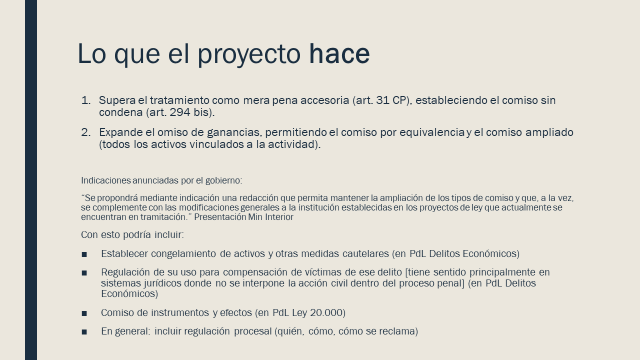 Lo que el proyecto hace
1. Supera el tratamiento como mera pena accesoria (art. 31 CP), estableciendo el comiso sin
condena (art. 294 bis).
2. Expande el omiso de ganancias, permitiendo el comiso por equivalencia y el comiso ampliado
(todos los activos vinculados a la actividad).
Indicaciones anunciadas por el gobierno:
“Se propondrá mediante indicación una redacción que permita mantener la ampliación de los tipos de comiso y que, a la vez,
se complemente con las modificaciones generales a la institución establecidas en los proyectos de ley que actualmente se
encuentran en tramitación.” Presentación Min Interior
Con esto podría incluir:
■ Establecer congelamiento de activos y otras medidas cautelares (en PdL Delitos Económicos)
■ Regulación de su uso para compensación de víctimas de ese delito [tiene sentido principalmente en
sistemas jurídicos donde no se interpone la acción civil dentro del proceso penal] (en PdL Delitos
Económicos)
■ Comiso de instrumentos y efectos (en PdL Ley 20.000)
■ En general: incluir regulación procesal (quién, cómo, cómo se reclama)